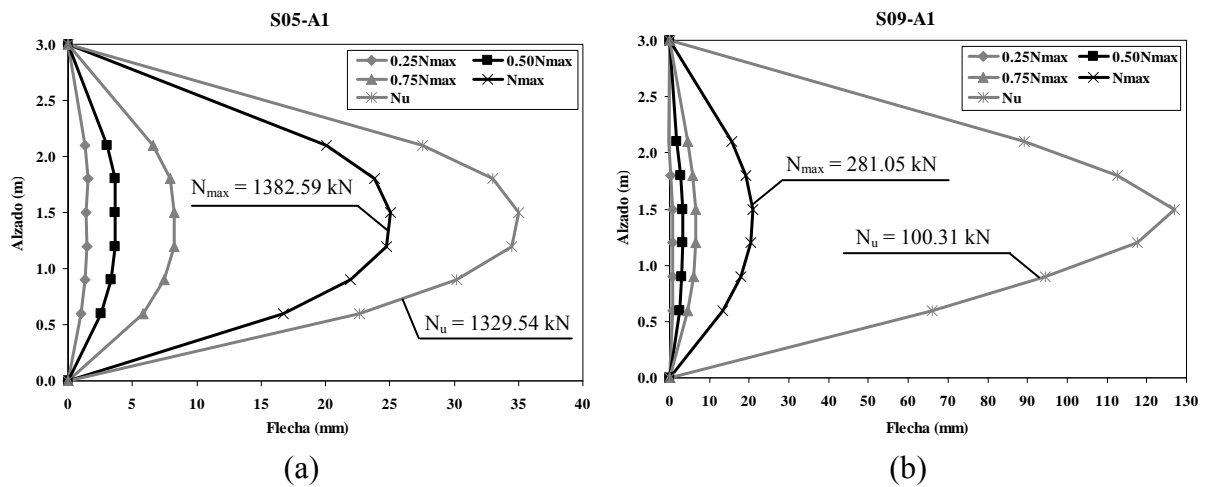 S05-A1
3.0
2.5
2.0
1.5
1.0
0.5
0.0
Alzado (m)
0.25Nmax 0.50Nmax
0.75Nmax Nmax
Nu
Nmax = 1382.59 kN
Nu = 1329.54 kN
0 5 10 15 20 25 30 35 40
Flecha (mm)
(a)
S09-A1
3.0
2.5
2.0
1.5
1.0
0.5
0.0
Alzado (m)
0.25Nmax 0.50Nmax
0.75Nmax Nmax
Nu
Nmax = 281.05 kN
Nu = 100.31 kN
0 10 20 30 40 50 60 70 80 90 100 110 120 130
Flecha (mm)
(b)